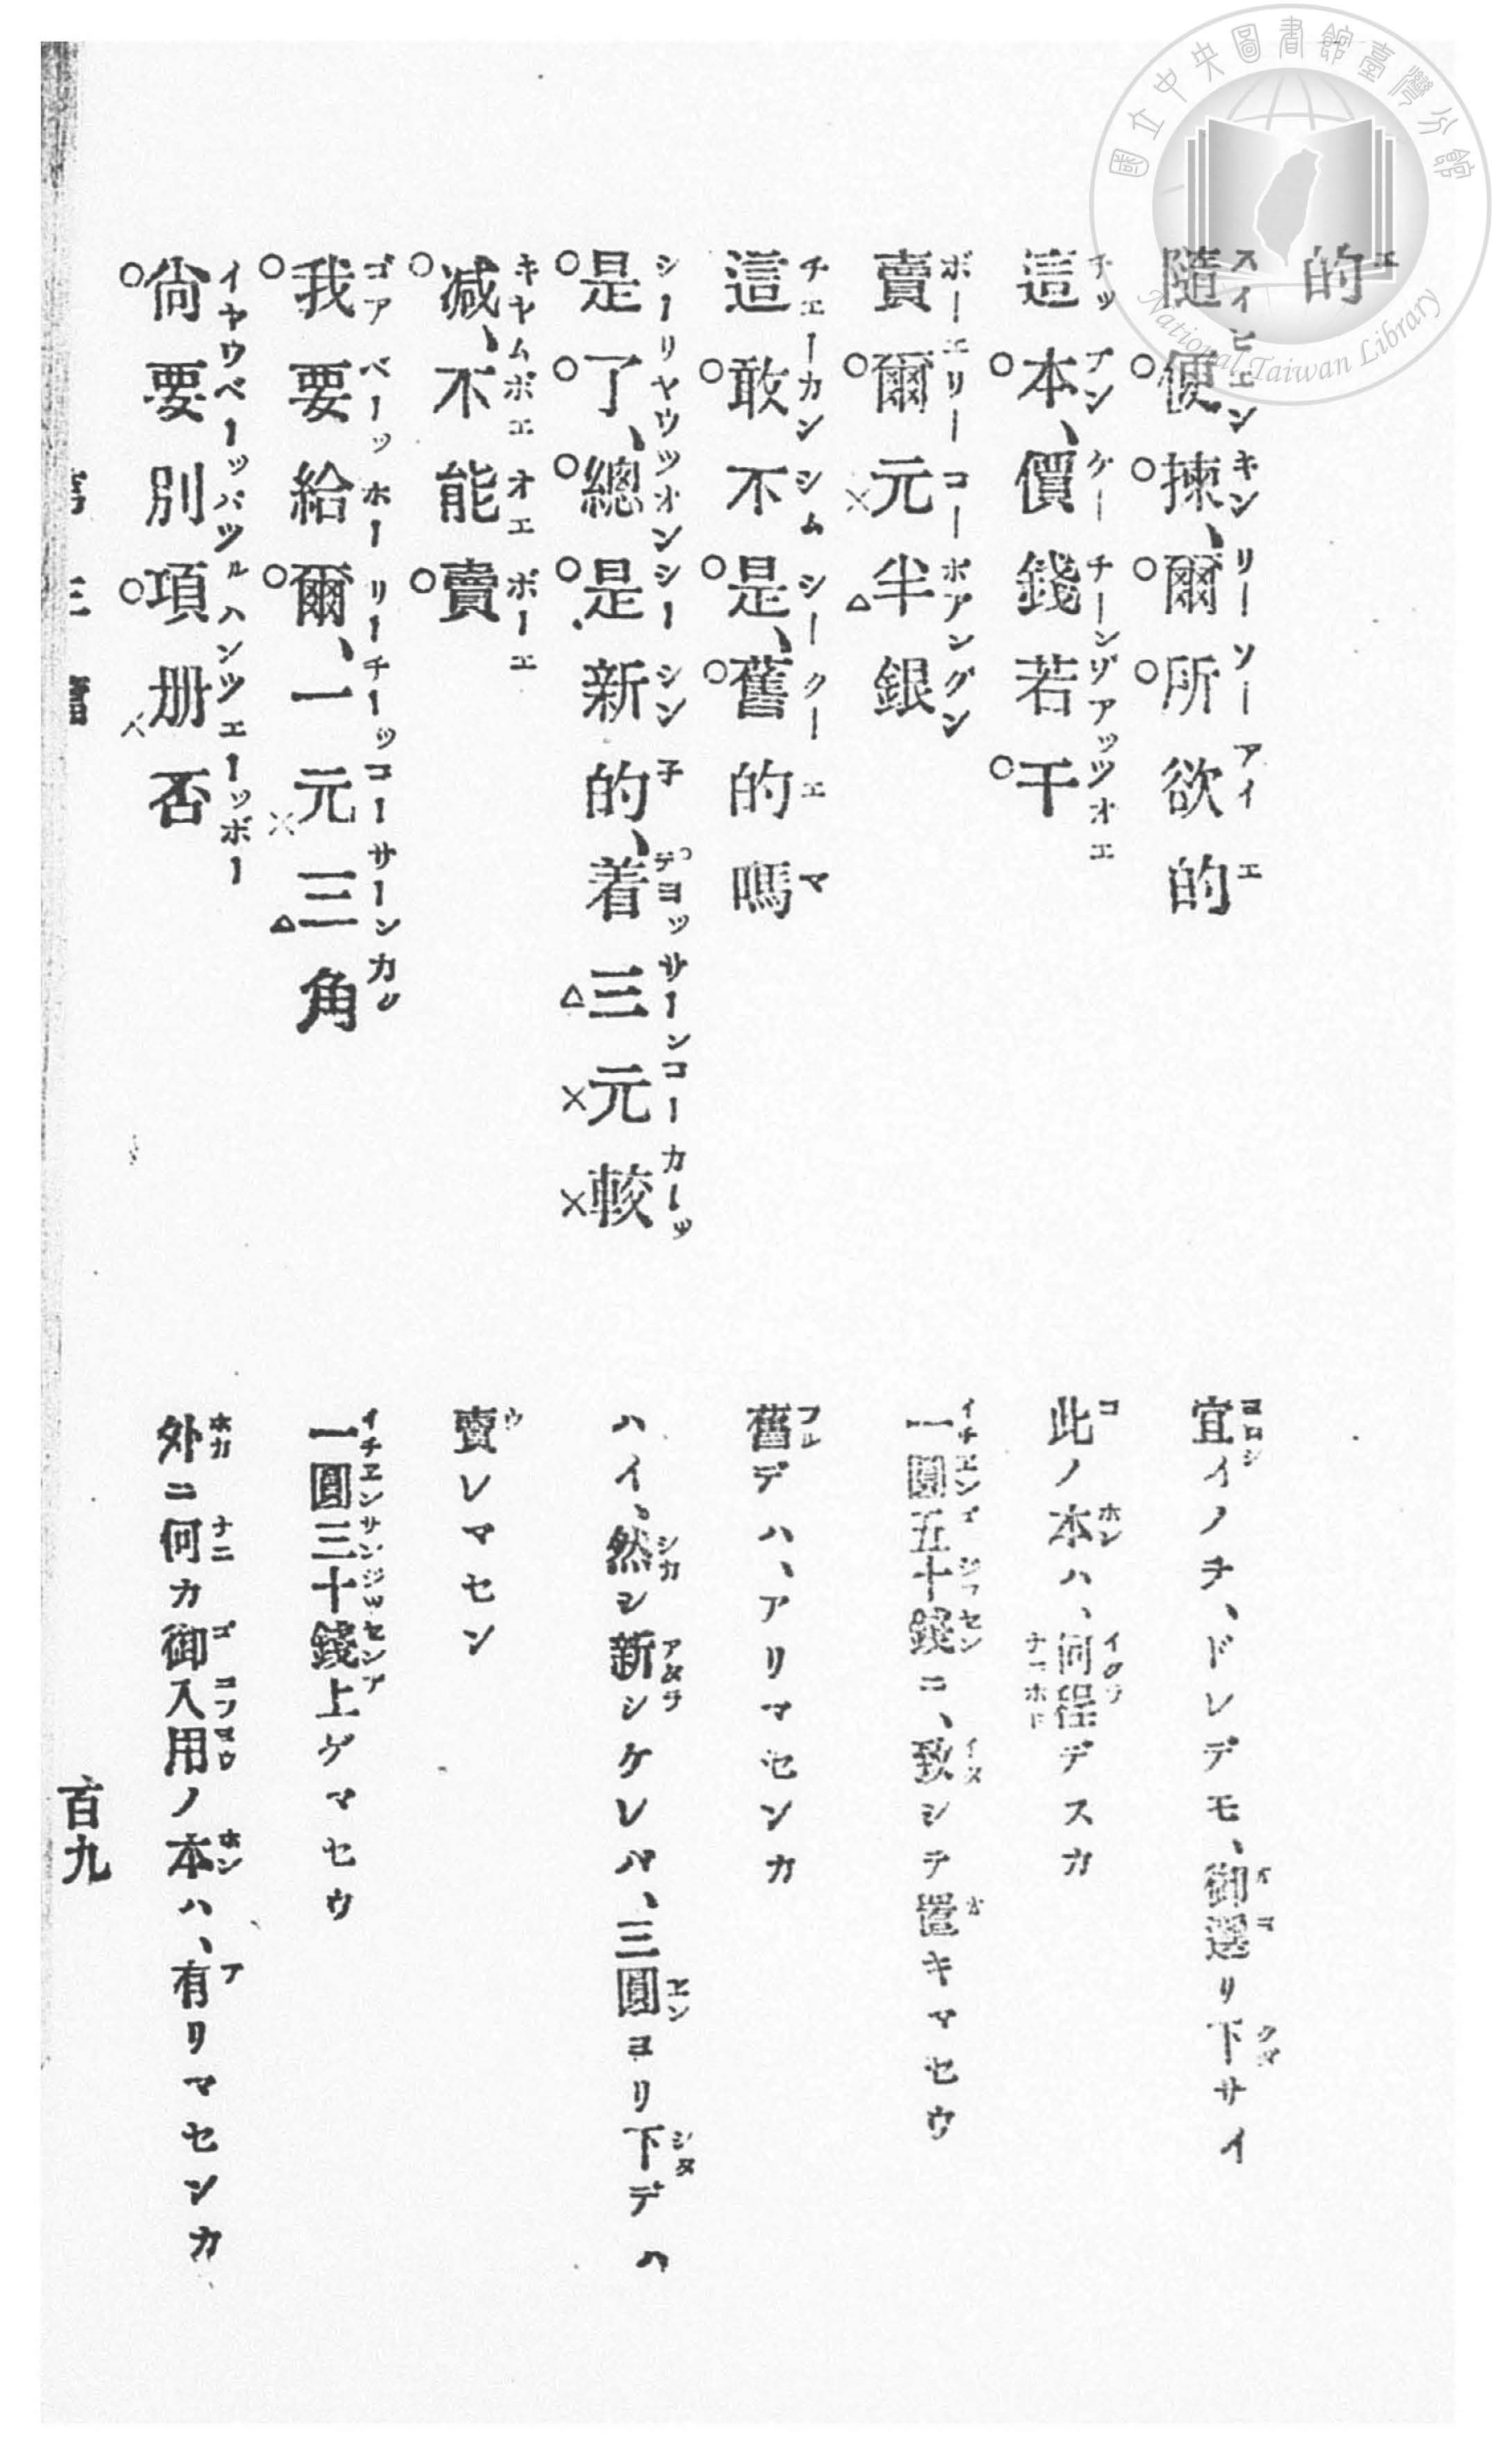 的
隨便揀、爾所欲的
宜イノチ、ドレデモ、御選リ下サイ
這本、價錢若干
此ノ本ハ、何程デスカ
賣爾元半銀
一圓五十錢ニ、致シテ置キマセウ
這敢不是、舊的嗎
舊デハ、アリマセンカ
是了、總是新的、着三元較
ハイ、然シ新シケレバ、三圓ヨリ下デハ
減、不能賣
賣レマセン
我要給爾、一元三角
一圓三十錢上ゲマセウ
尙要別項册否
外ニ何カ御入用ノ本ハ、有リマセンカ
百九
國立中央圖書館臺灣分館
National Taiwan Library